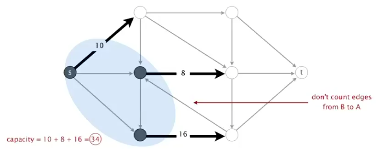 10
s
8
t
don't count edges
from B to A
16
capacity = 10 + 8 + 16 = 34